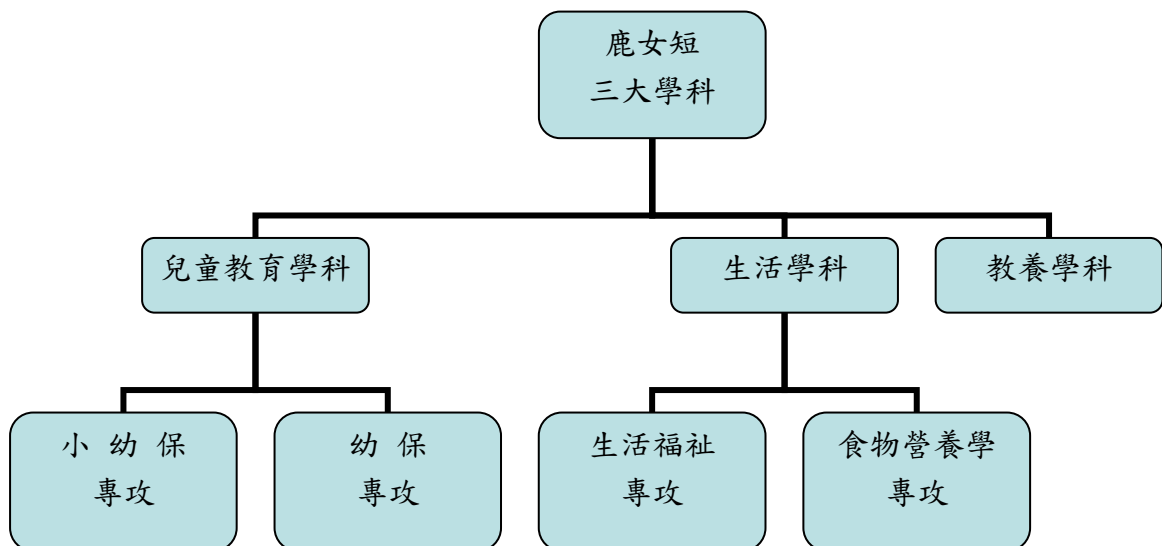 鹿女短
三大學科
兒童教育學科
生活學科
教養學科
小 幼 保
專攻
幼 保
專攻
生活福祉
專攻
食物營養學
專攻